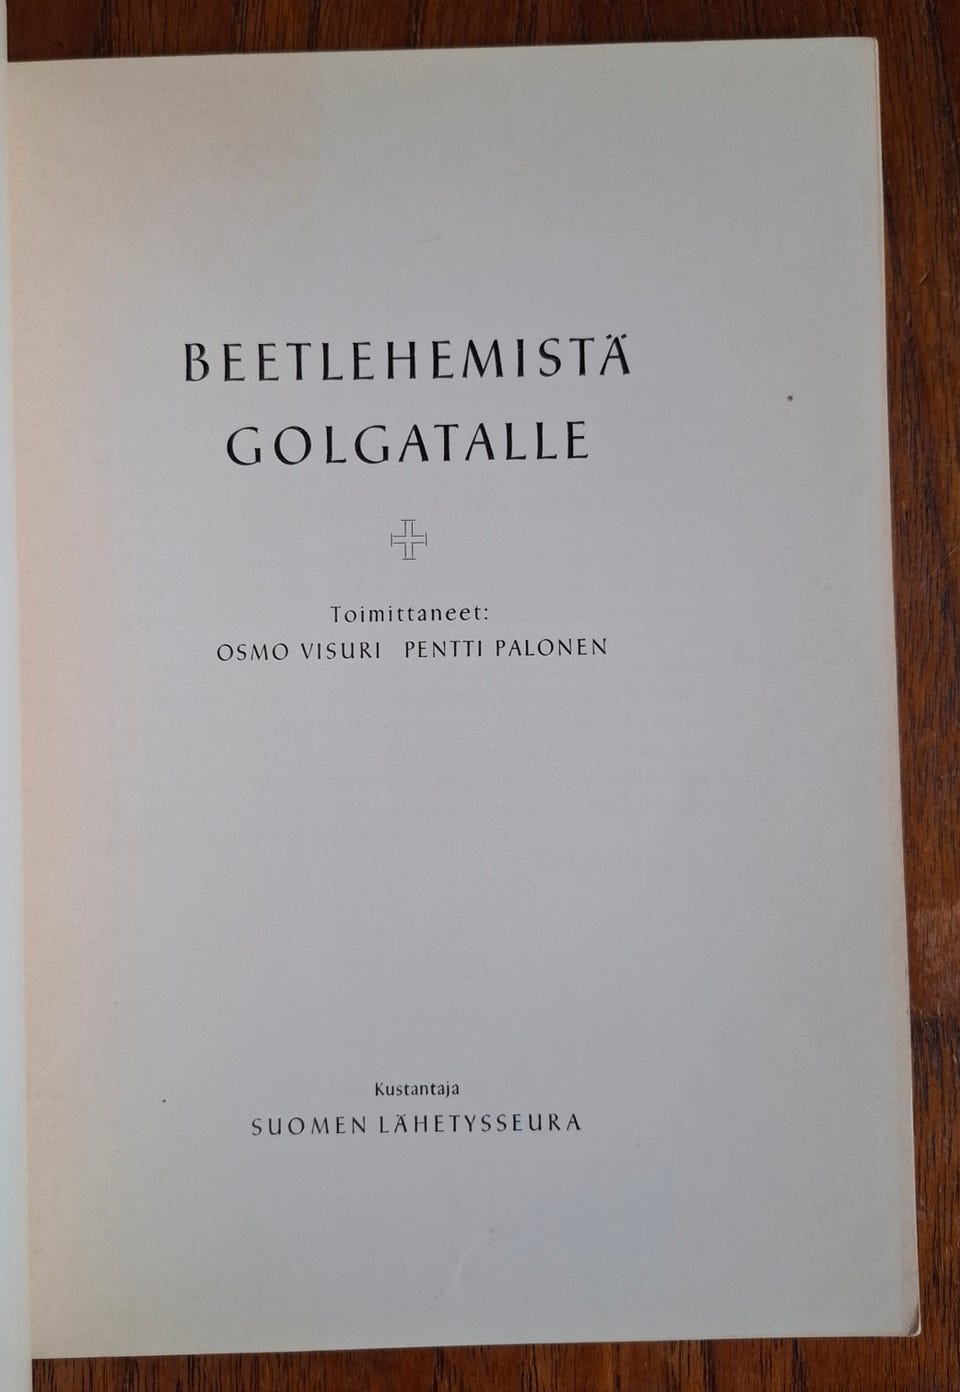 BEETLEHEMISTÄ
GOLGATALLE
Toimittaneet:
OSMO VISURI PENTTI PALONEN
Kustantaja
SUOMEN LÄHETYSSEURA